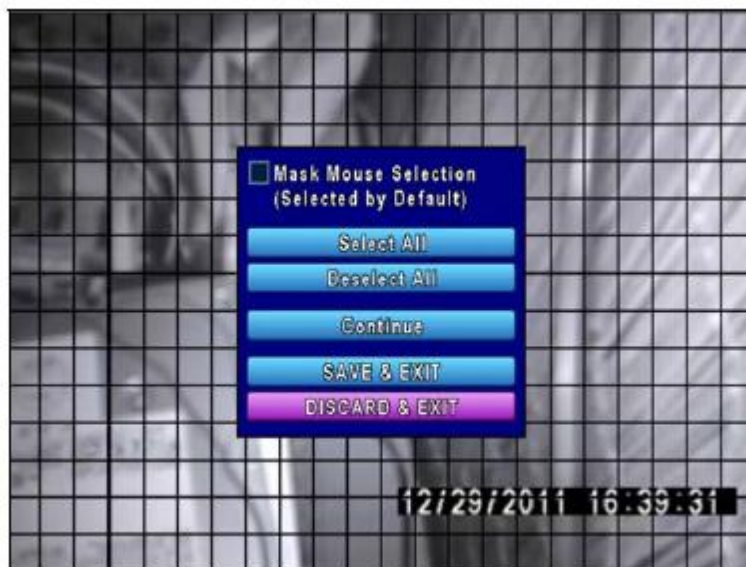 Mask Mouse Selection
(Selected by Default)
Select All
Deselect All
Continue
SAVE & EXIT
DISCARD & EXIT
12/29/2011 16:39:31